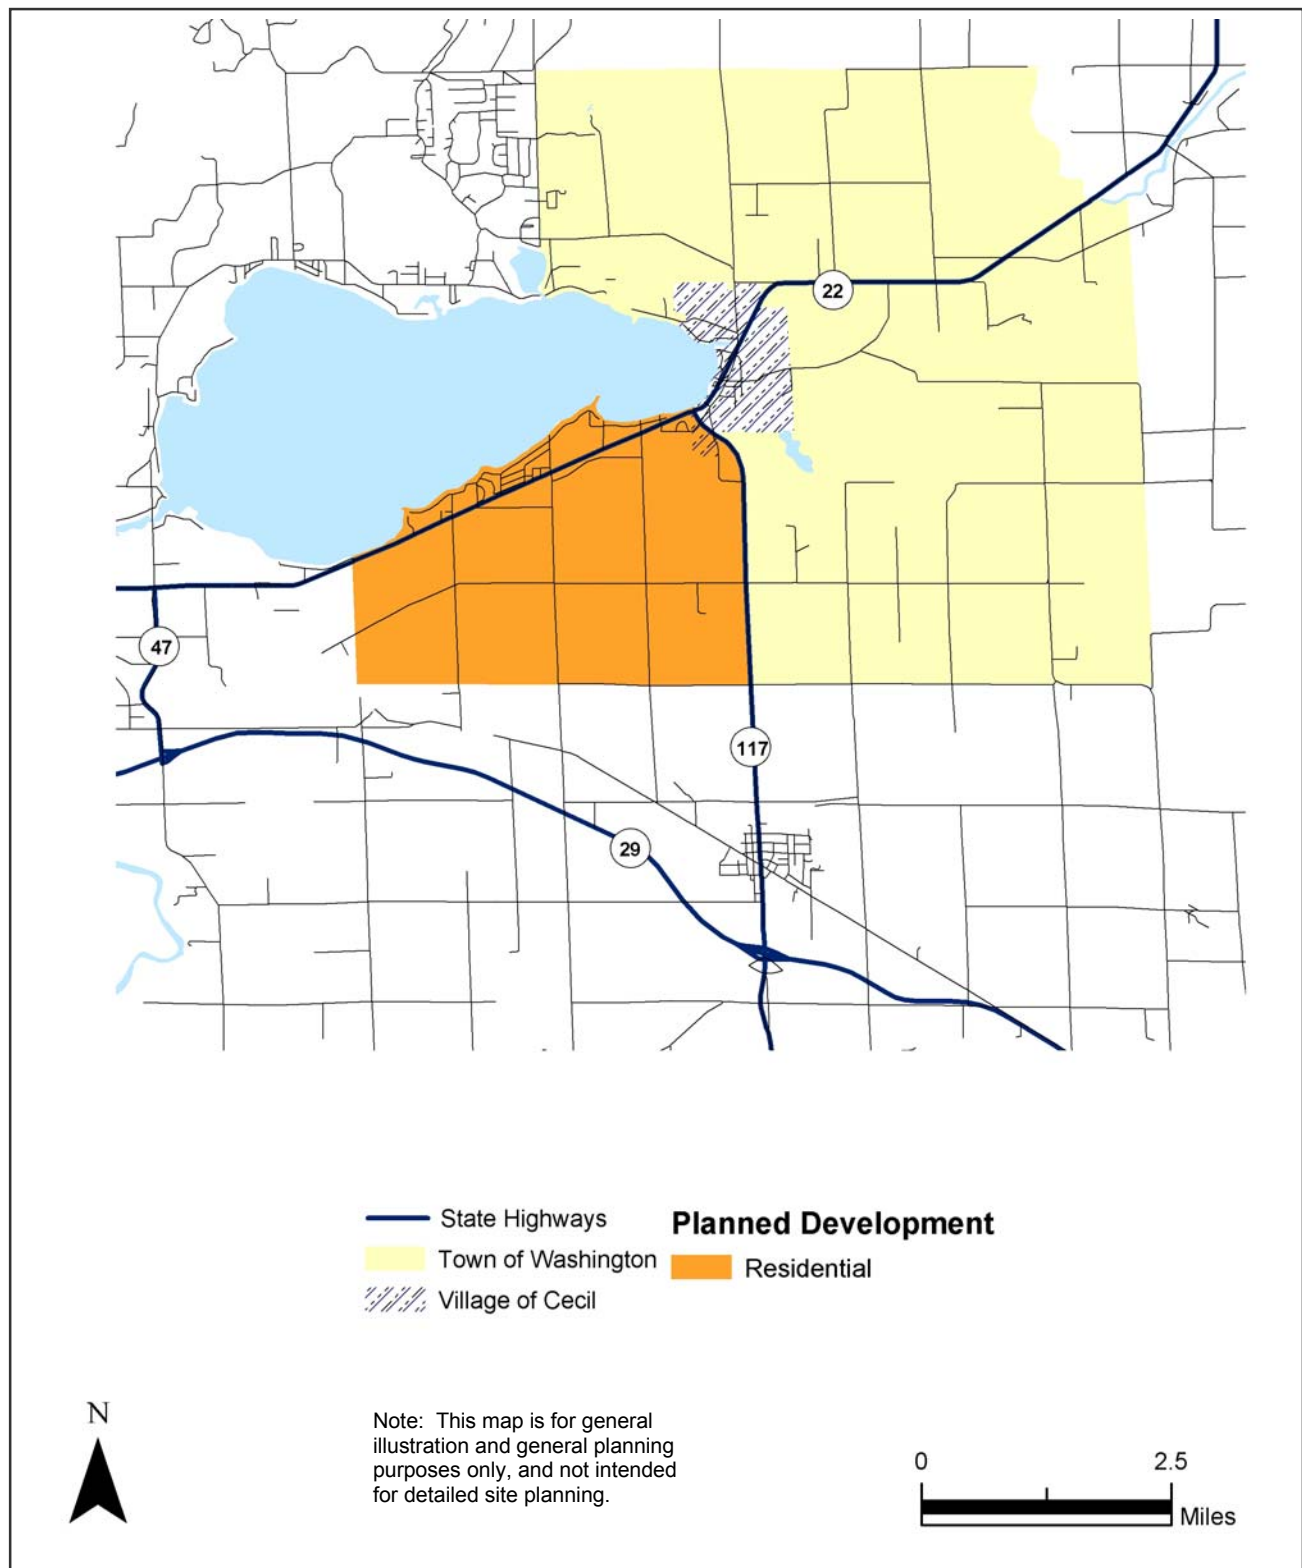 22
47
117
29
State Highways
Town of Washington
Village of Cecil
Planned Development
Residential
N
Note: This map is for general
illustration and general planning
purposes only, and not intended
for detailed site planning.
0 2.5
Miles